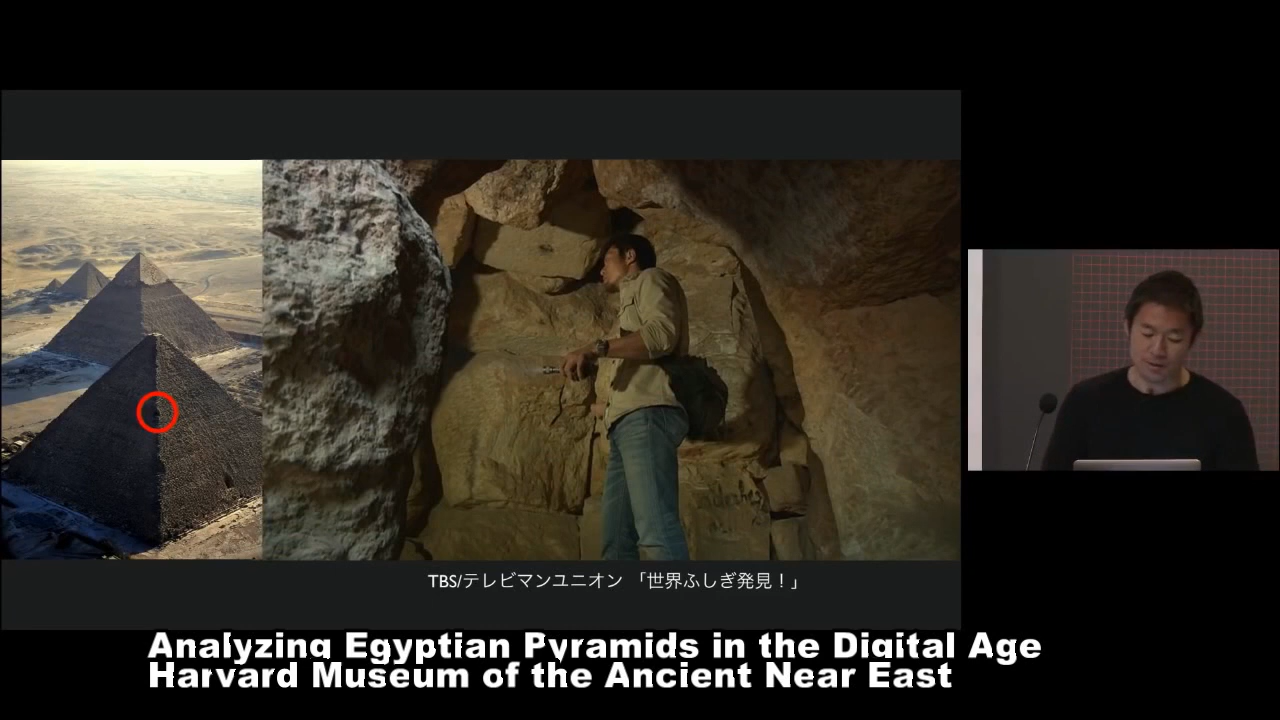 TBS/テレビマンユニオン 「世界ふしぎ発見！」
Analyzing Egyptian Pyramids in the Digital Age
Harvard Museum of the Ancient Near East